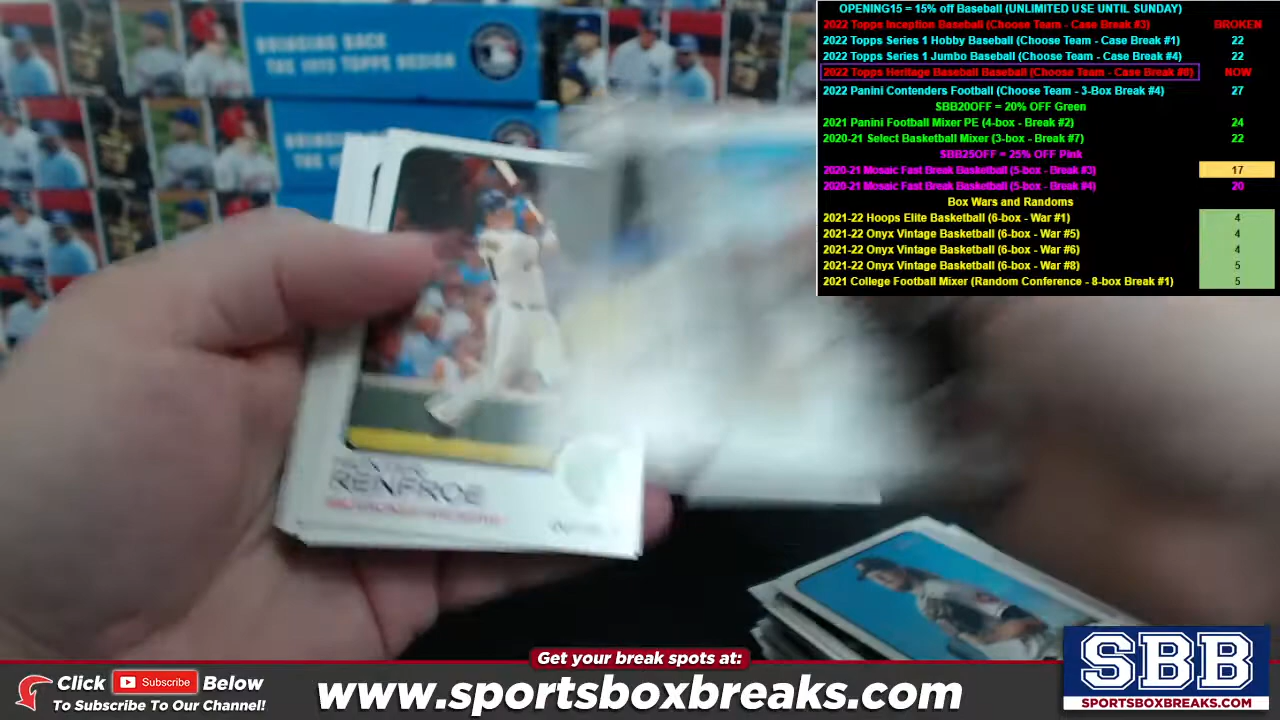 OPENING15 = 15% off Baseball (UNLIMITED USE UNTIL SUNDAY)
2022 Topps Inception Baseball (Choose Team - Case Break #3) BROKEN
2022 Topps Series 1 Hobby Baseball (Choose Team - Case Break #1) 22
2022 Topps Series 1 Jumbo Baseball (Choose Team - Case Break #4) 22
2022 Topps Heritage Baseball Baseball (Choose Team - Case Break #6) NOW
2022 Panini Contenders Football (Choose Team - 3-Box Break #4) 27
SBB20OFF = 20% OFF Green
2021 Panini Football Mixer PE (4-box - Break #2) 24
2020-21 Select Basketball Mixer (3-box - Break #7) 22
SBB25OFF = 25% OFF Pink
2020-21 Mosaic Fast Break Basketball (5-box - Break #3) 17
2020-21 Mosaic Fast Break Basketball (5-box - Break #4) 20
Box Wars and Randoms
2021-22 Hoops Elite Basketball (6-box - War #1) 4
2021-22 Onyx Vintage Basketball (6-box - War #5) 4
2021-22 Onyx Vintage Basketball (6-box - War #6) 4
2021-22 Onyx Vintage Basketball (6-box - War #8) 5
2021 College Football Mixer (Random Conference - 8-box Break #1) 5
RENFROE
Get your break spots at:
Click Subscribe Below
To Subscribe To Our Channel!
www.sportsboxbreaks.com
SBB
SPORTSBOXBREAKS.COM